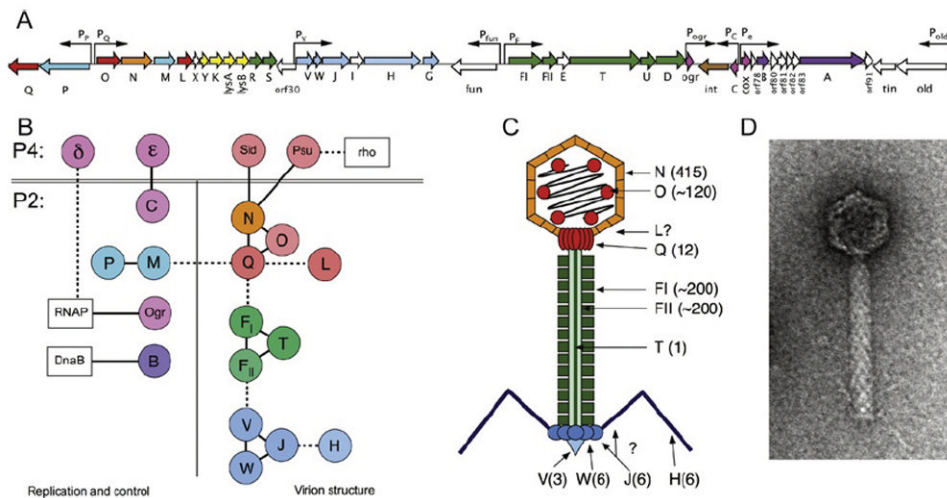 A
P_P P_Q P_V P_fun P_F P_ogr P_C P_e P_old
Q P O N M L X Y K lysA lysB R S orf30 V W J I H G fun FI FII E T U D ogr int C cox orf78 B orf80 orf81 orf82 orf83 A orf91 tin old
B
P4: δ ε Sid Psu rho
P2:
C N
O
P M Q L
RNAP Ogr F_I T
DnaB B F_II
V J H
W
Replication and control Virion structure
C
N (415)
O (~120)
L?
Q (12)
FI (~200)
FII (~200)
T (1)
?
V(3) W(6) J(6) H(6)
D